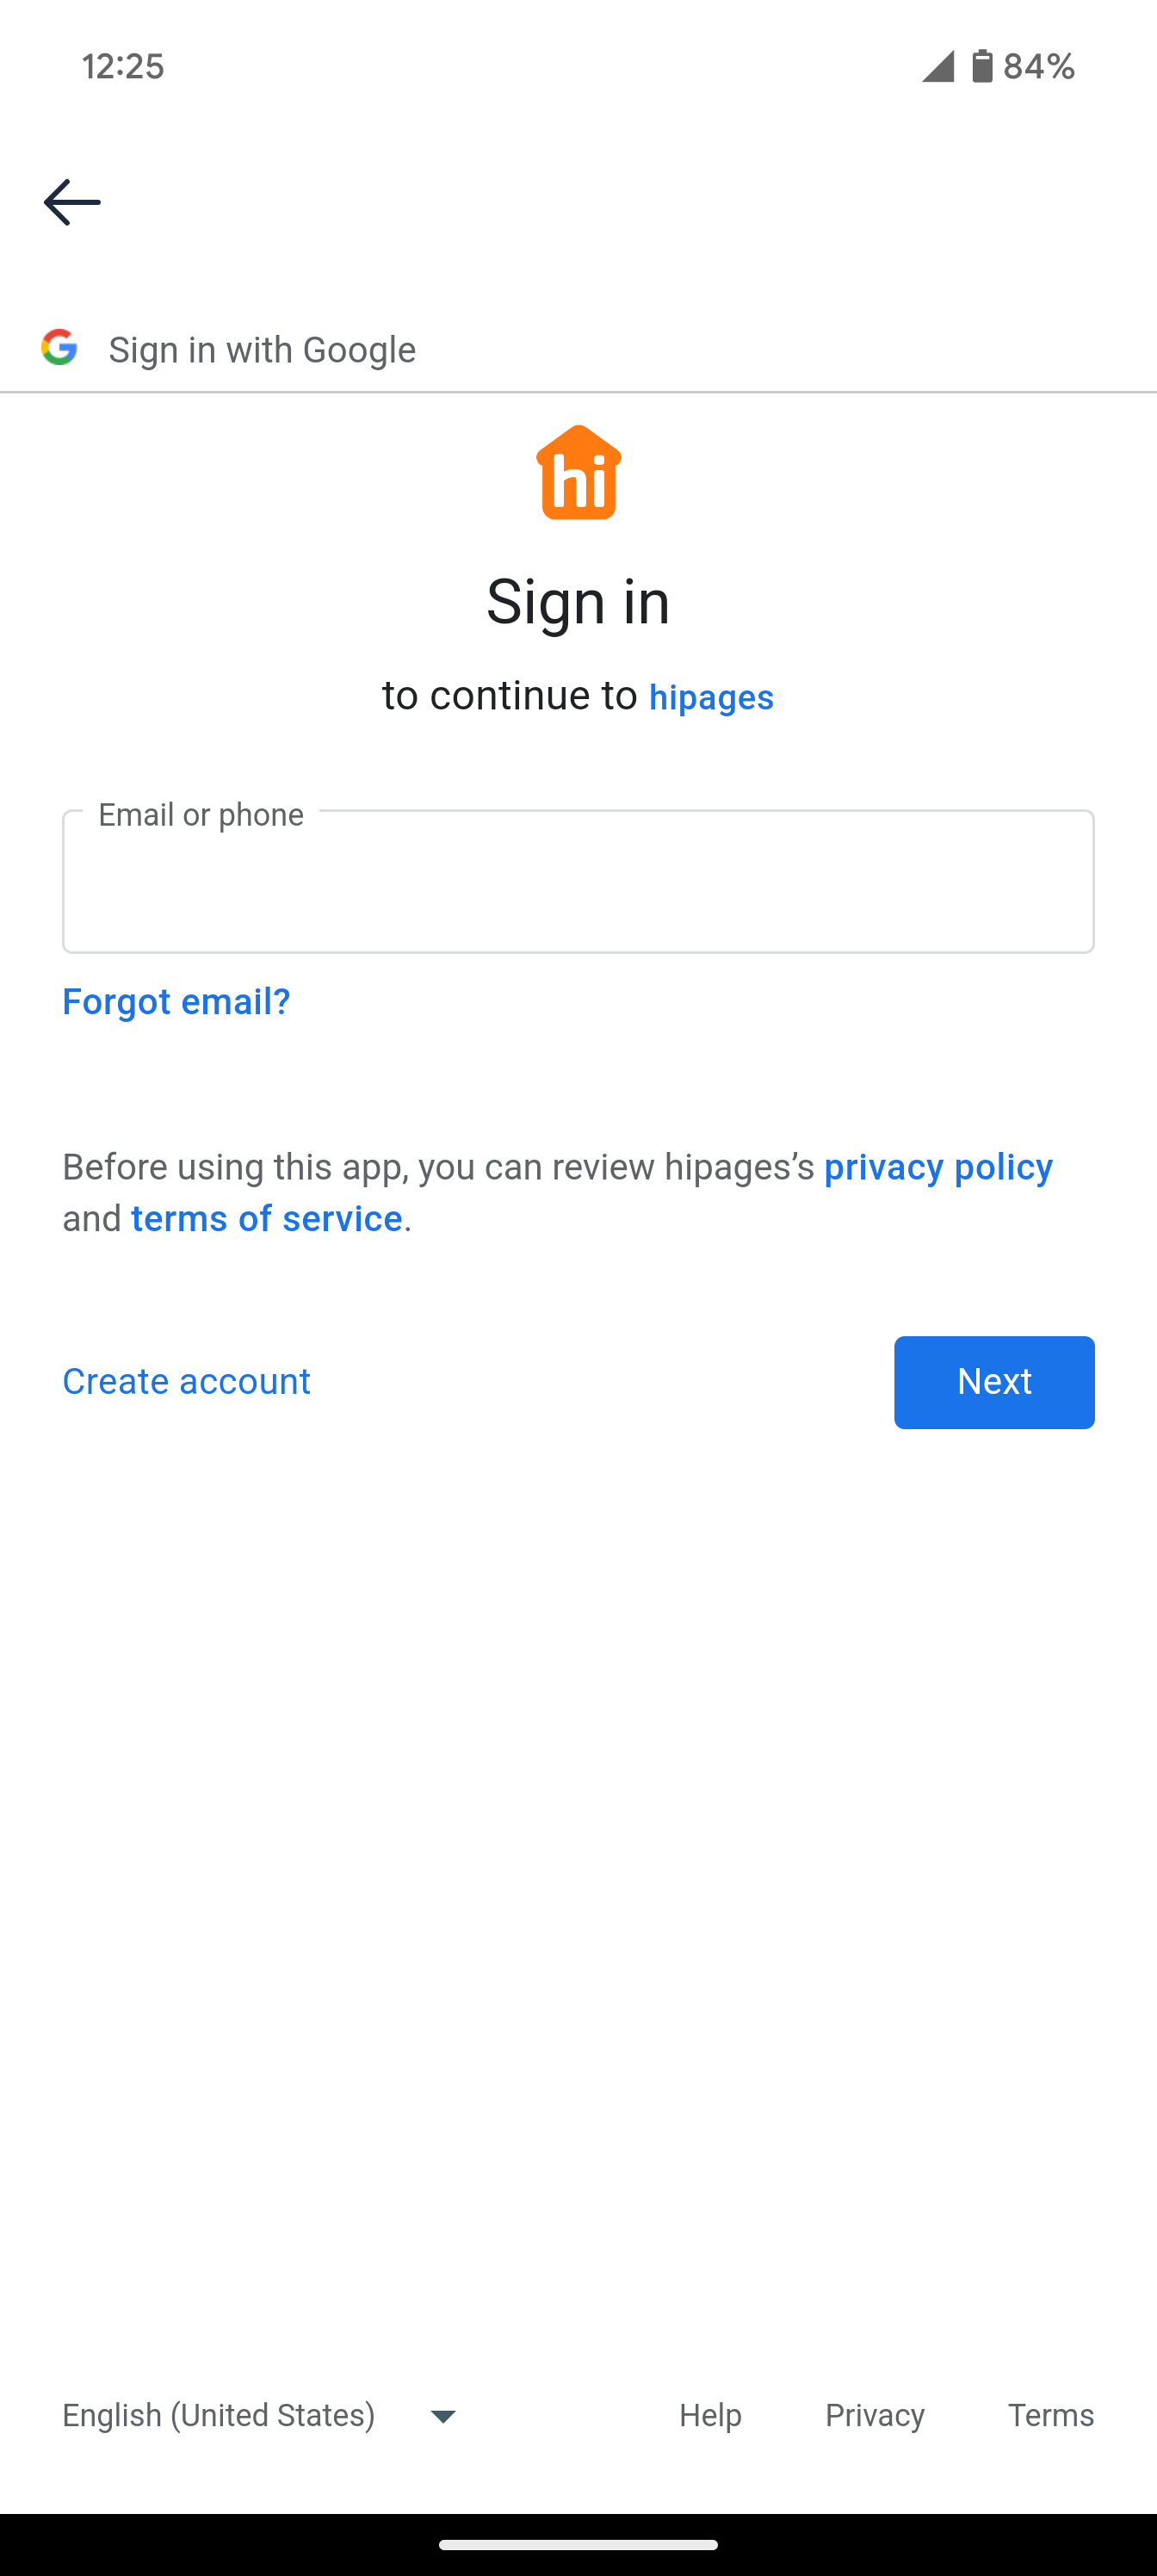 12:25
84%
Sign in with Google
hi
Sign in
to continue to hipages
Email or phone
Forgot email?
Before using this app, you can review hipages’s privacy policy
and terms of service.
Create account
Next
English (United States)
Help
Privacy
Terms